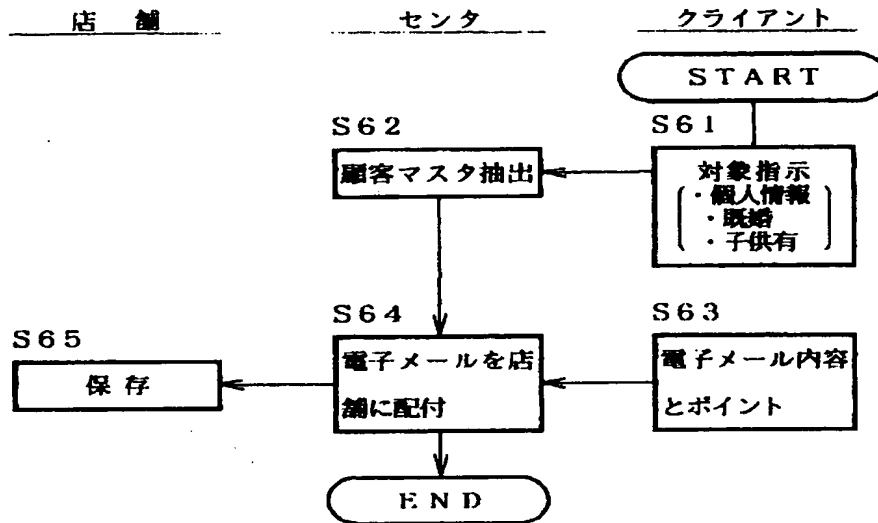 店 舗
センタ
クライアント
START
S62
S61
顧客マスタ抽出
対象指示
・個人情報
・既婚
・子供有
S64
S63
S65
電子メールを店
舗に配付
電子メール内容
とポイント
保存
END